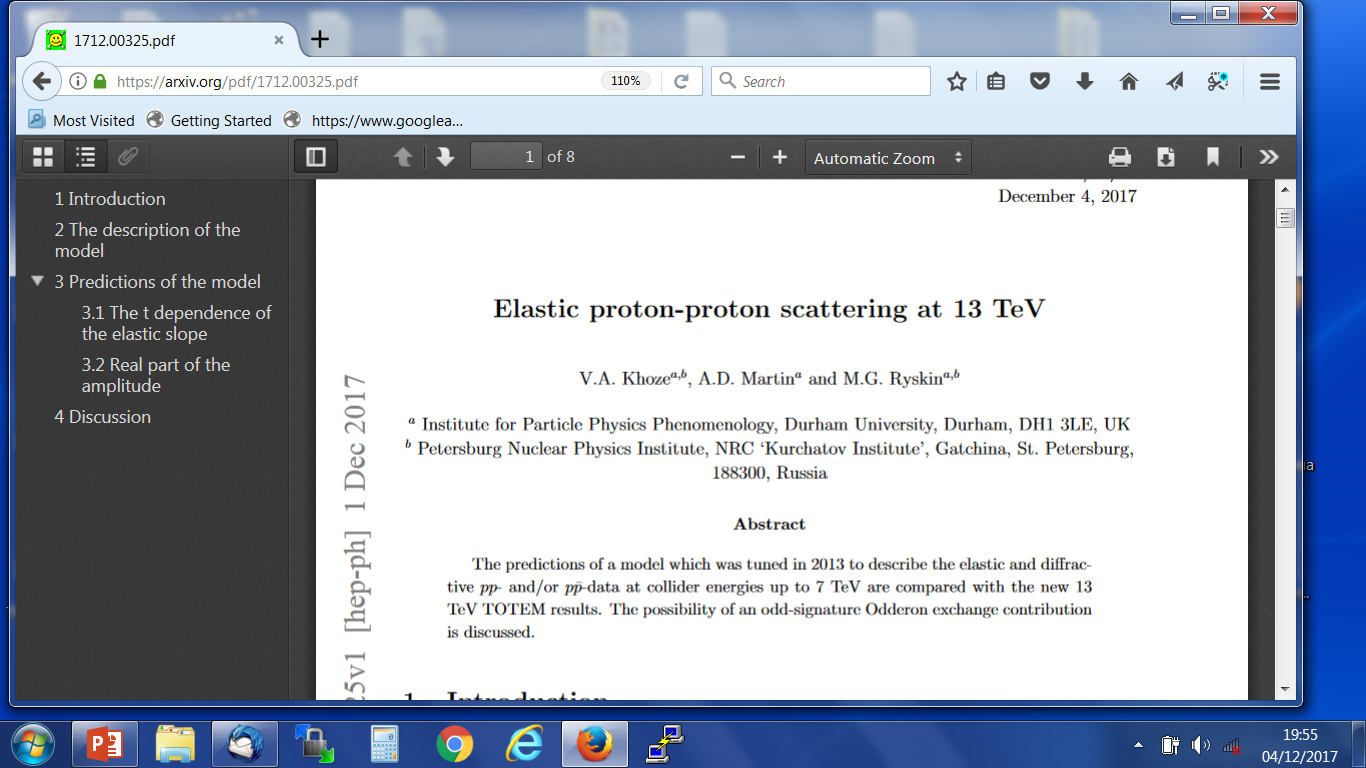 1712.00325.pdf
https://arxiv.org/pdf/1712.00325.pdf
110%
Search
Most Visited
Getting Started
https://www.googlea...
1
of 8
Automatic Zoom
1 Introduction
2 The description of the
model
3 Predictions of the model
3.1 The t dependence of
the elastic slope
3.2 Real part of the
amplitude
4 Discussion
December 4, 2017
Elastic proton-proton scattering at 13 TeV
V.A. Khoze^{a,b}, A.D. Martin^{a} and M.G. Ryskin^{a,b}
^{a} Institute for Particle Physics Phenomenology, Durham University, Durham, DH1 3LE, UK
^{b} Petersburg Nuclear Physics Institute, NRC ‘Kurchatov Institute’, Gatchina, St. Petersburg,
188300, Russia
Abstract
The predictions of a model which was tuned in 2013 to describe the elastic and diffrac-
tive pp- and/or pp̄-data at collider energies up to 7 TeV are compared with the new 13
TeV TOTEM results. The possibility of an odd-signature Odderon exchange contribution
is discussed.
1 Introduction
25v1 [hep-ph] 1 Dec 2017
19:55
04/12/2017